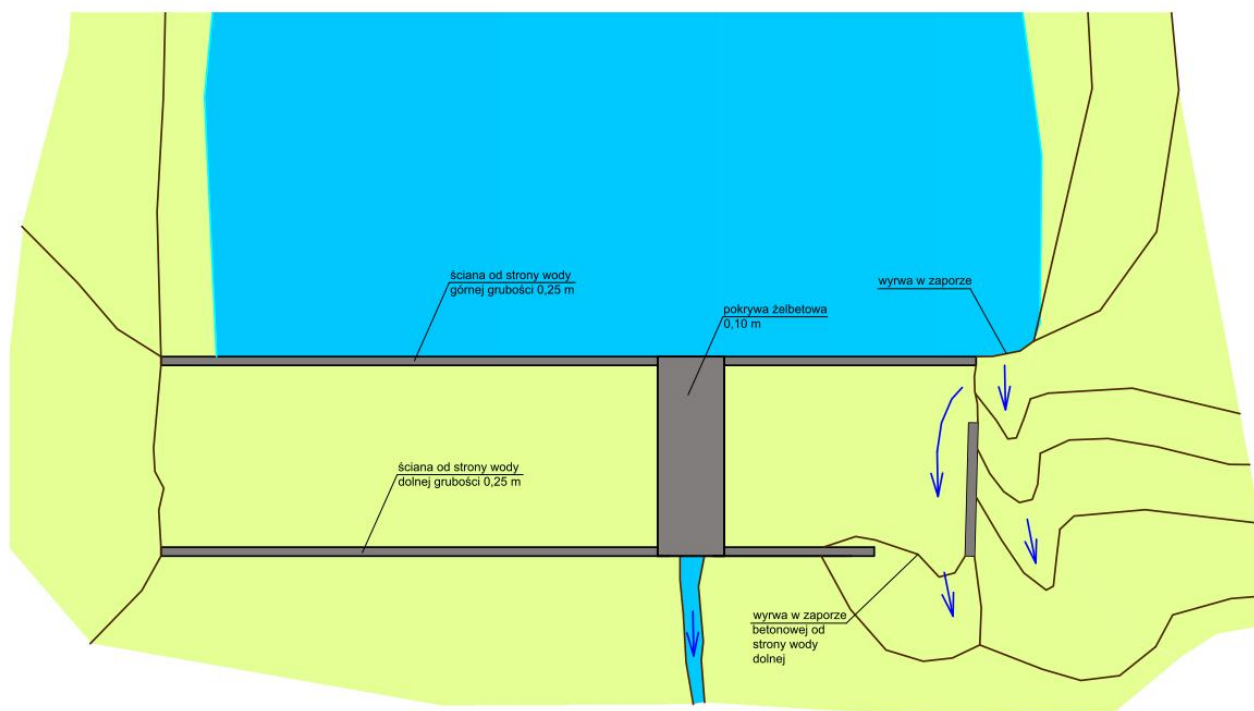 ściana od strony wody
górnej grubości 0,25 m
wyrwa w zaporze
pokrywa żelbetowa
0,10 m
ściana od strony wody
dolnej grubości 0,25 m
wyrwa w zaporze
betonowej od
strony wody
dolnej